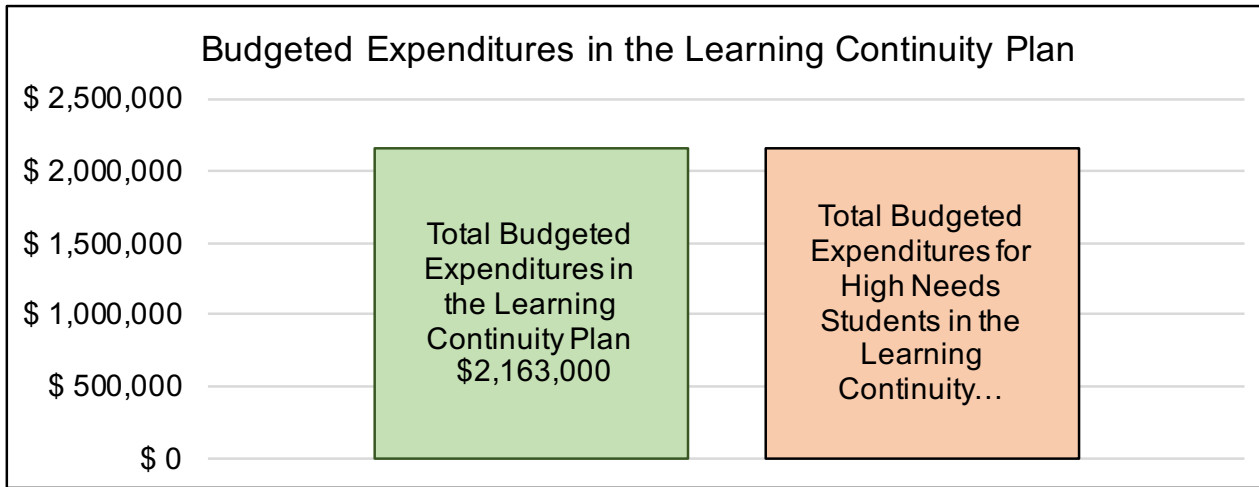 Budgeted Expenditures in the Learning Continuity Plan
$ 2,500,000
$ 2,000,000
$ 1,500,000
$ 1,000,000
$ 500,000
$ 0
Total Budgeted
Expenditures in
the Learning
Continuity Plan
$2,163,000
Total Budgeted
Expenditures for
High Needs
Students in the
Learning
Continuity…